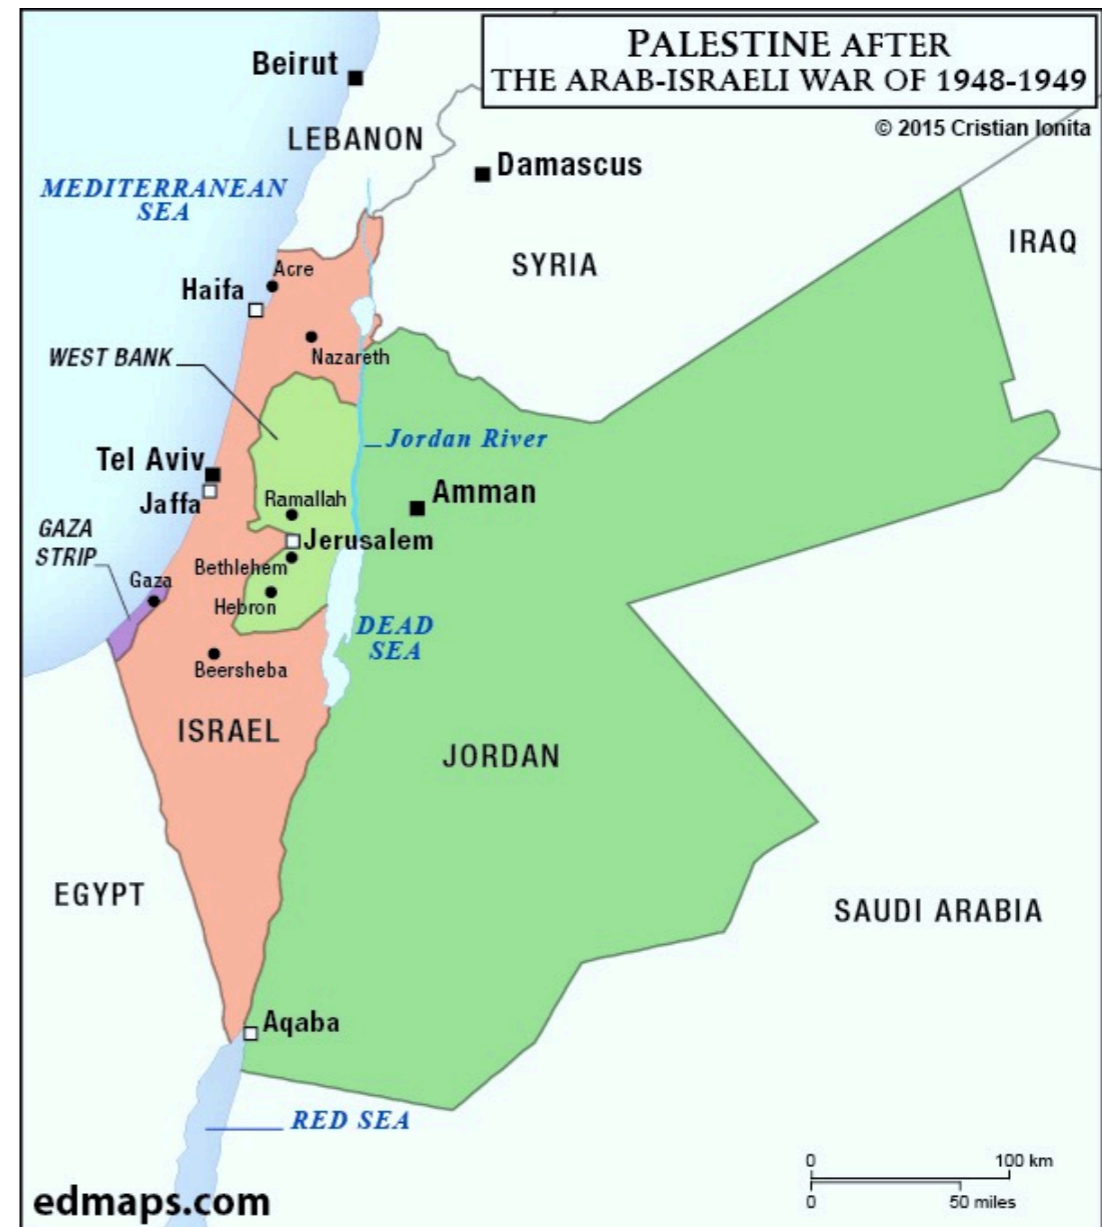 PALESTINE AFTER
THE ARAB-ISRAELI WAR OF 1948-1949
© 2015 Cristian Ionita
Beirut
LEBANON
Damascus
MEDITERRANEAN
SEA
SYRIA
IRAQ
Acre
Haifa
Nazareth
WEST BANK
Jordan River
Tel Aviv
Jaffa
Ramallah
Amman
GAZA
STRIP
Jerusalem
Bethlehem
Gaza
Hebron
DEAD
SEA
Beersheba
ISRAEL
JORDAN
EGYPT
SAUDI ARABIA
Aqaba
RED SEA
0 100 km
0 50 miles
edmaps.com